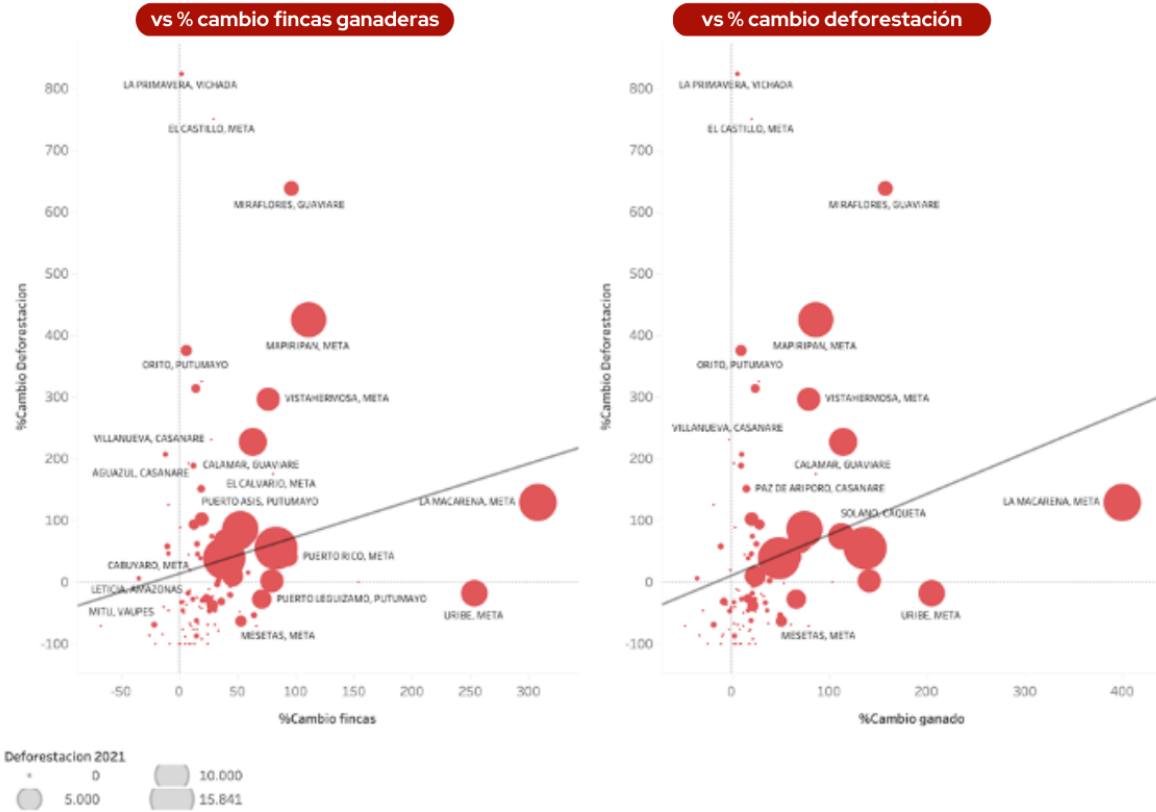 vs % cambio fincas ganaderas
800
700
600
500
400
300
200
100
0
-100
%Cambio Deforestacion
LA PRIMAVERA, VICHADA
EL CASTILLO, META
MIRAFLORES, GUAVIARE
MAPIRIPAN, META
ORITO, PUTUMAYO
VISTAHERMOSA, META
VILLANUEVA, CASANARE
CALAMAR, GUAVIARE
AGUAZUL, CASANARE
EL CALVARIO, META
PUERTO ASIS, PUTUMAYO
LA MACARENA, META
PUERTO RICO, META
CABUYARO, META
LETICIA, AMAZONAS
PUERTO LEGUIZAMO, PUTUMAYO
MITU, VAUPES
URIBE, META
MESETAS, META
-50 0 50 100 150 200 250 300
%Cambio fincas
vs % cambio deforestación
800
700
600
500
400
300
200
100
0
-100
%Cambio Deforestacion
LA PRIMAVERA, VICHADA
EL CASTILLO, META
MIRAFLORES, GUAVIARE
MAPIRIPAN, META
ORITO, PUTUMAYO
VISTAHERMOSA, META
VILLANUEVA, CASANARE
CALAMAR, GUAVIARE
PAZ DE ARIPORO, CASANARE
LA MACARENA, META
SOLANO, CAQUETA
URIBE, META
MESETAS, META
0 100 200 300 400
%Cambio ganado
Deforestacion 2021
0 10.000
5.000 15.841